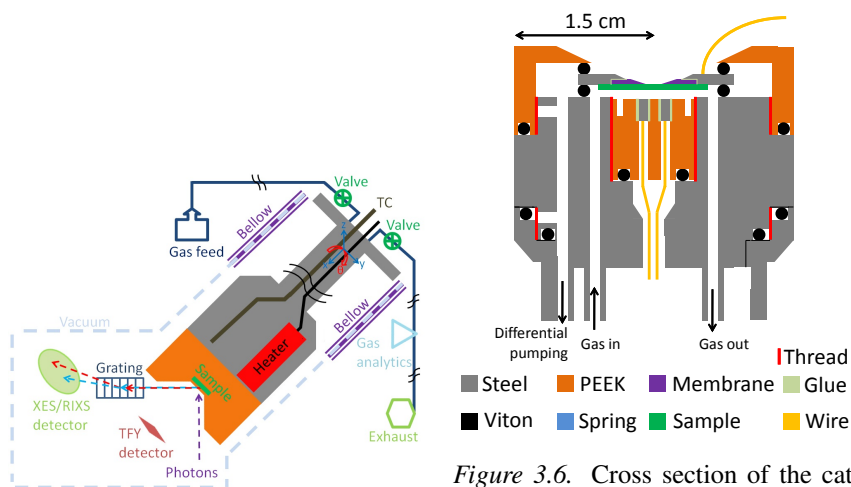 Valve
TC
Valve
Bellow
Gas feed
z
x
y
θ
Bellow
Vacuum
Gas
analytics
Heater
Grating
Sample
XES/RIXS
detector
TFY
detector
Exhaust
Photons
1.5 cm
Differential
pumping
Gas in
Gas out
Thread
Steel
PEEK
Membrane
Glue
Viton
Spring
Sample
Wire
Figure 3.6. Cross section of the cat